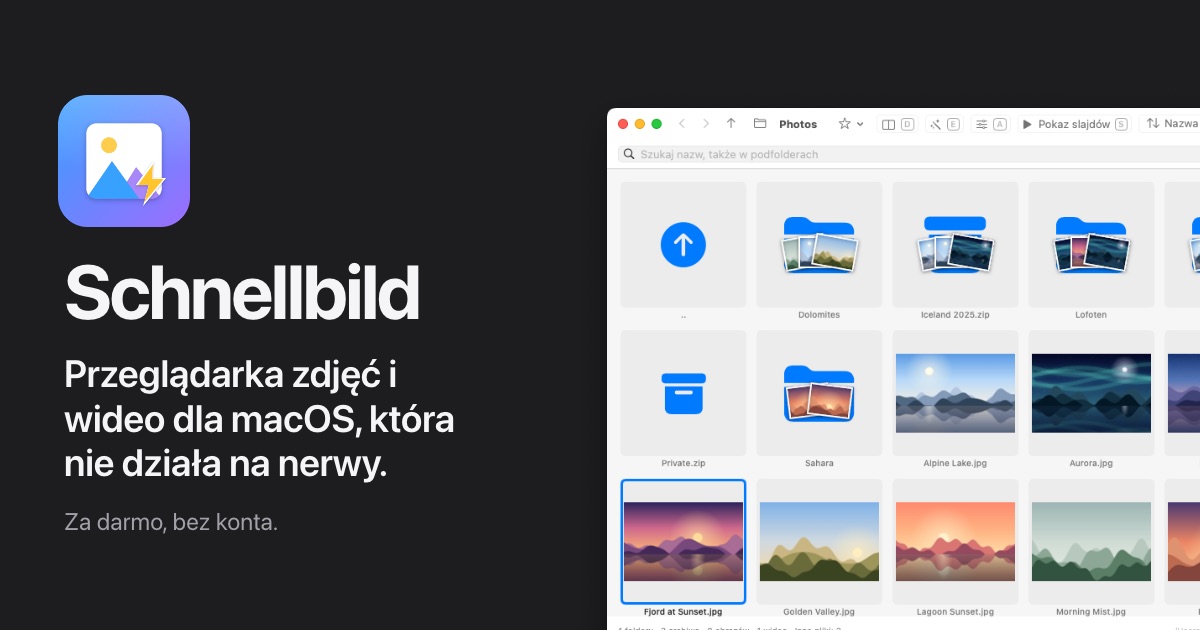 Schnellbild
Przeglądarka zdjęć i
wideo dla macOS, która
nie działa na nerwy.
Za darmo, bez konta.
Photos
D
E
A
Pokaz slajdów S
Nazwa
Szukaj nazw, także w podfolderach
..
Dolomites
Iceland 2025.zip
Lofoten
Private.zip
Sahara
Alpine Lake.jpg
Aurora.jpg
Fjord at Sunset.jpg
Golden Valley.jpg
Lagoon Sunset.jpg
Morning Mist.jpg